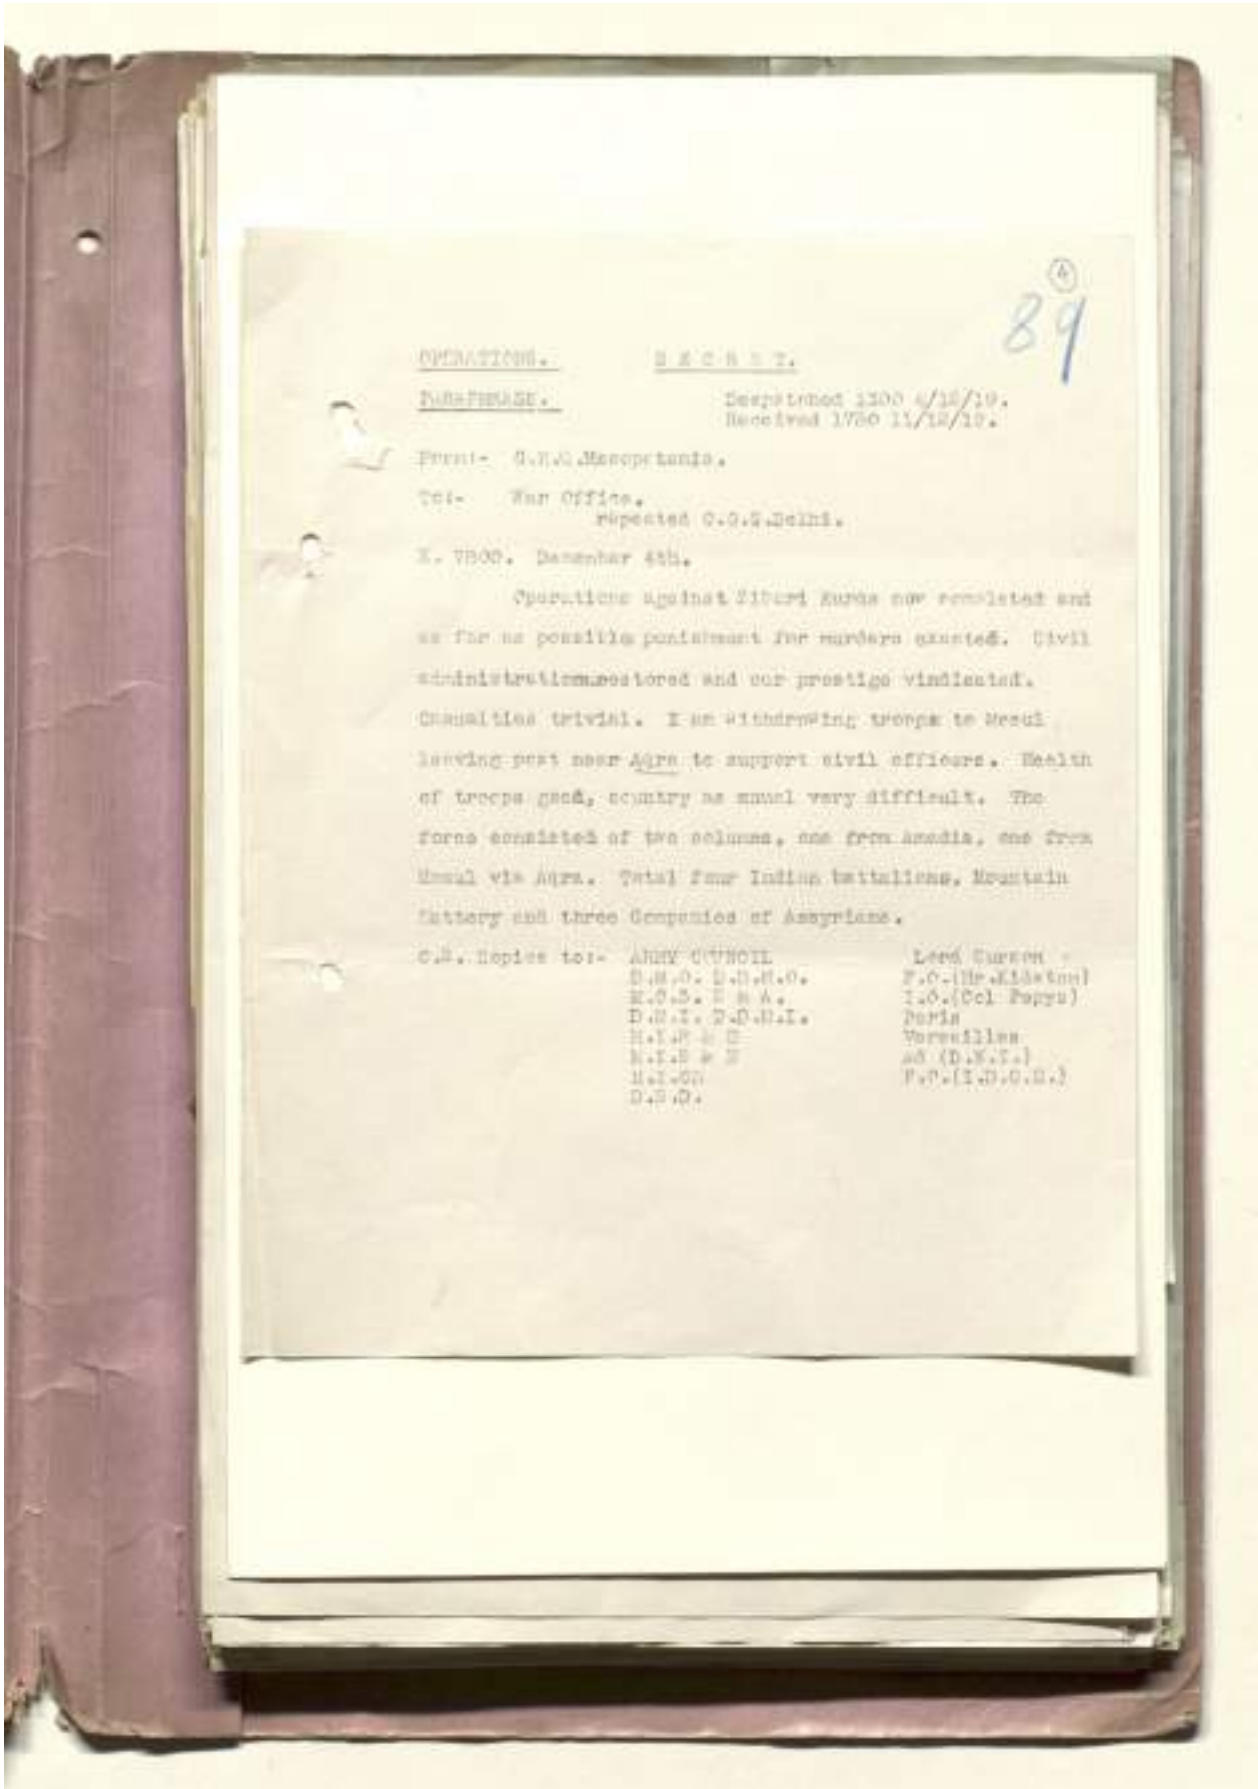 4
89
OPERATIONS. SECRET.
PARAPHRASE. Despatched 1300 4/12/19.
Received 1730 11/12/19.
From:- G.H.Q.Mesopotamia.
To:- War Office.
repeated C.G.S.Delhi.
December 4th.
Operations against Zibari Kurds now completed and
as far as possible punishment for murders exacted. Civil
administration restored and our prestige vindicated.
Casualties trivial. I am withdrawing troops to Mosul
leaving post near Aqra to support civil officers. Health
of troops good, country as usual very difficult. The
force consisted of two columns, one from Amadia, one from
Mosul via Aqra. Total four Indian battalions, Mountain
Battery and three Companies of Assyrians.
C.2. Copies to:- ARMY COUNCIL Lord Curzon
D.M.O. D.D.M.O. F.O.(Mr.Kidston)
I.O.(Col Pepys)
D.M.I. D.D.M.I. Paris
Versailles
(D.M.I.)
D.S.D.